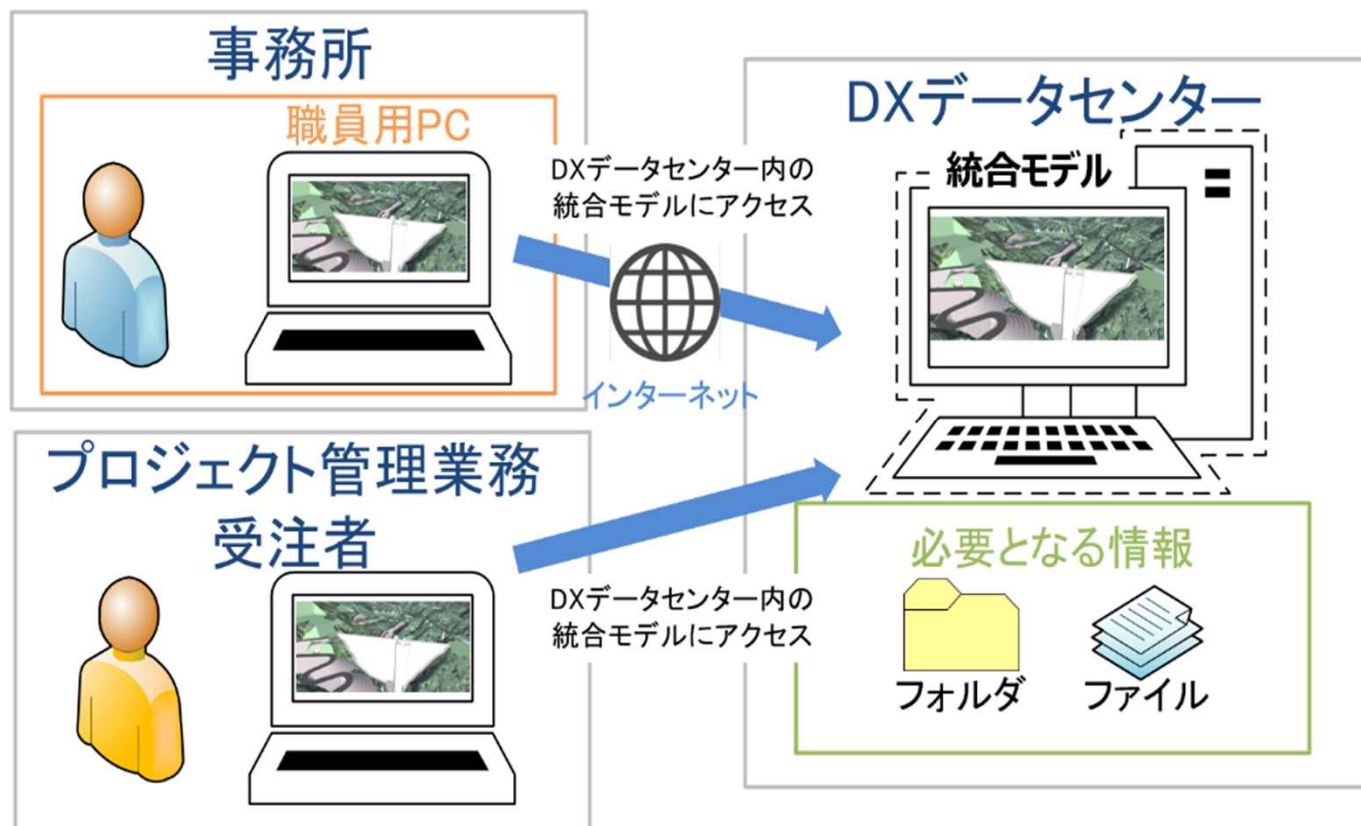 事務所
職員用PC
DXデータセンター内の
統合モデルにアクセス
インターネット
プロジェクト管理業務
受注者
DXデータセンター内の
統合モデルにアクセス
DXデータセンター
統合モデル
必要となる情報
フォルダ
ファイル